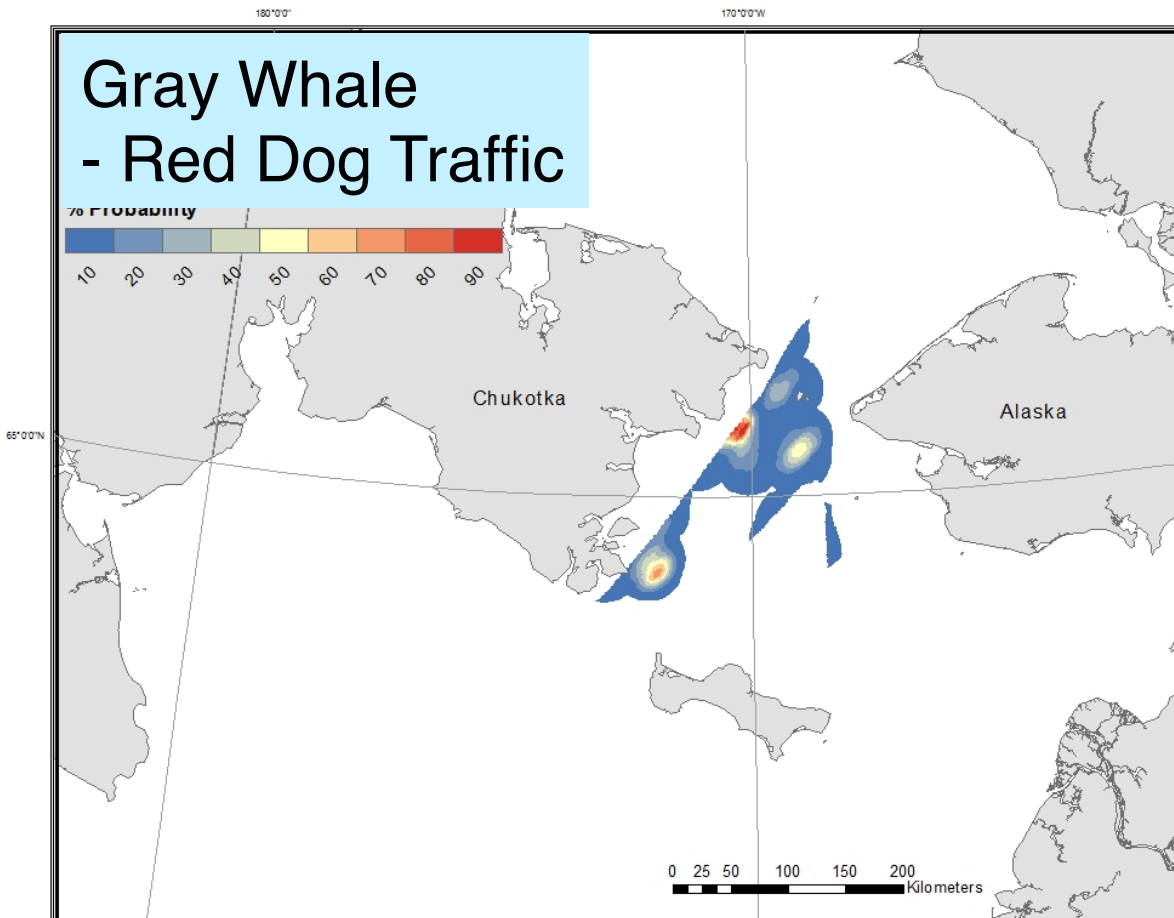 180°0'0"
170°0'0"W
Gray Whale
- Red Dog Traffic
% Probability
10 20 30 40 50 60 70 80 90
Chukotka
Alaska
65°0'0"N
0 25 50 100 150 200
Kilometers